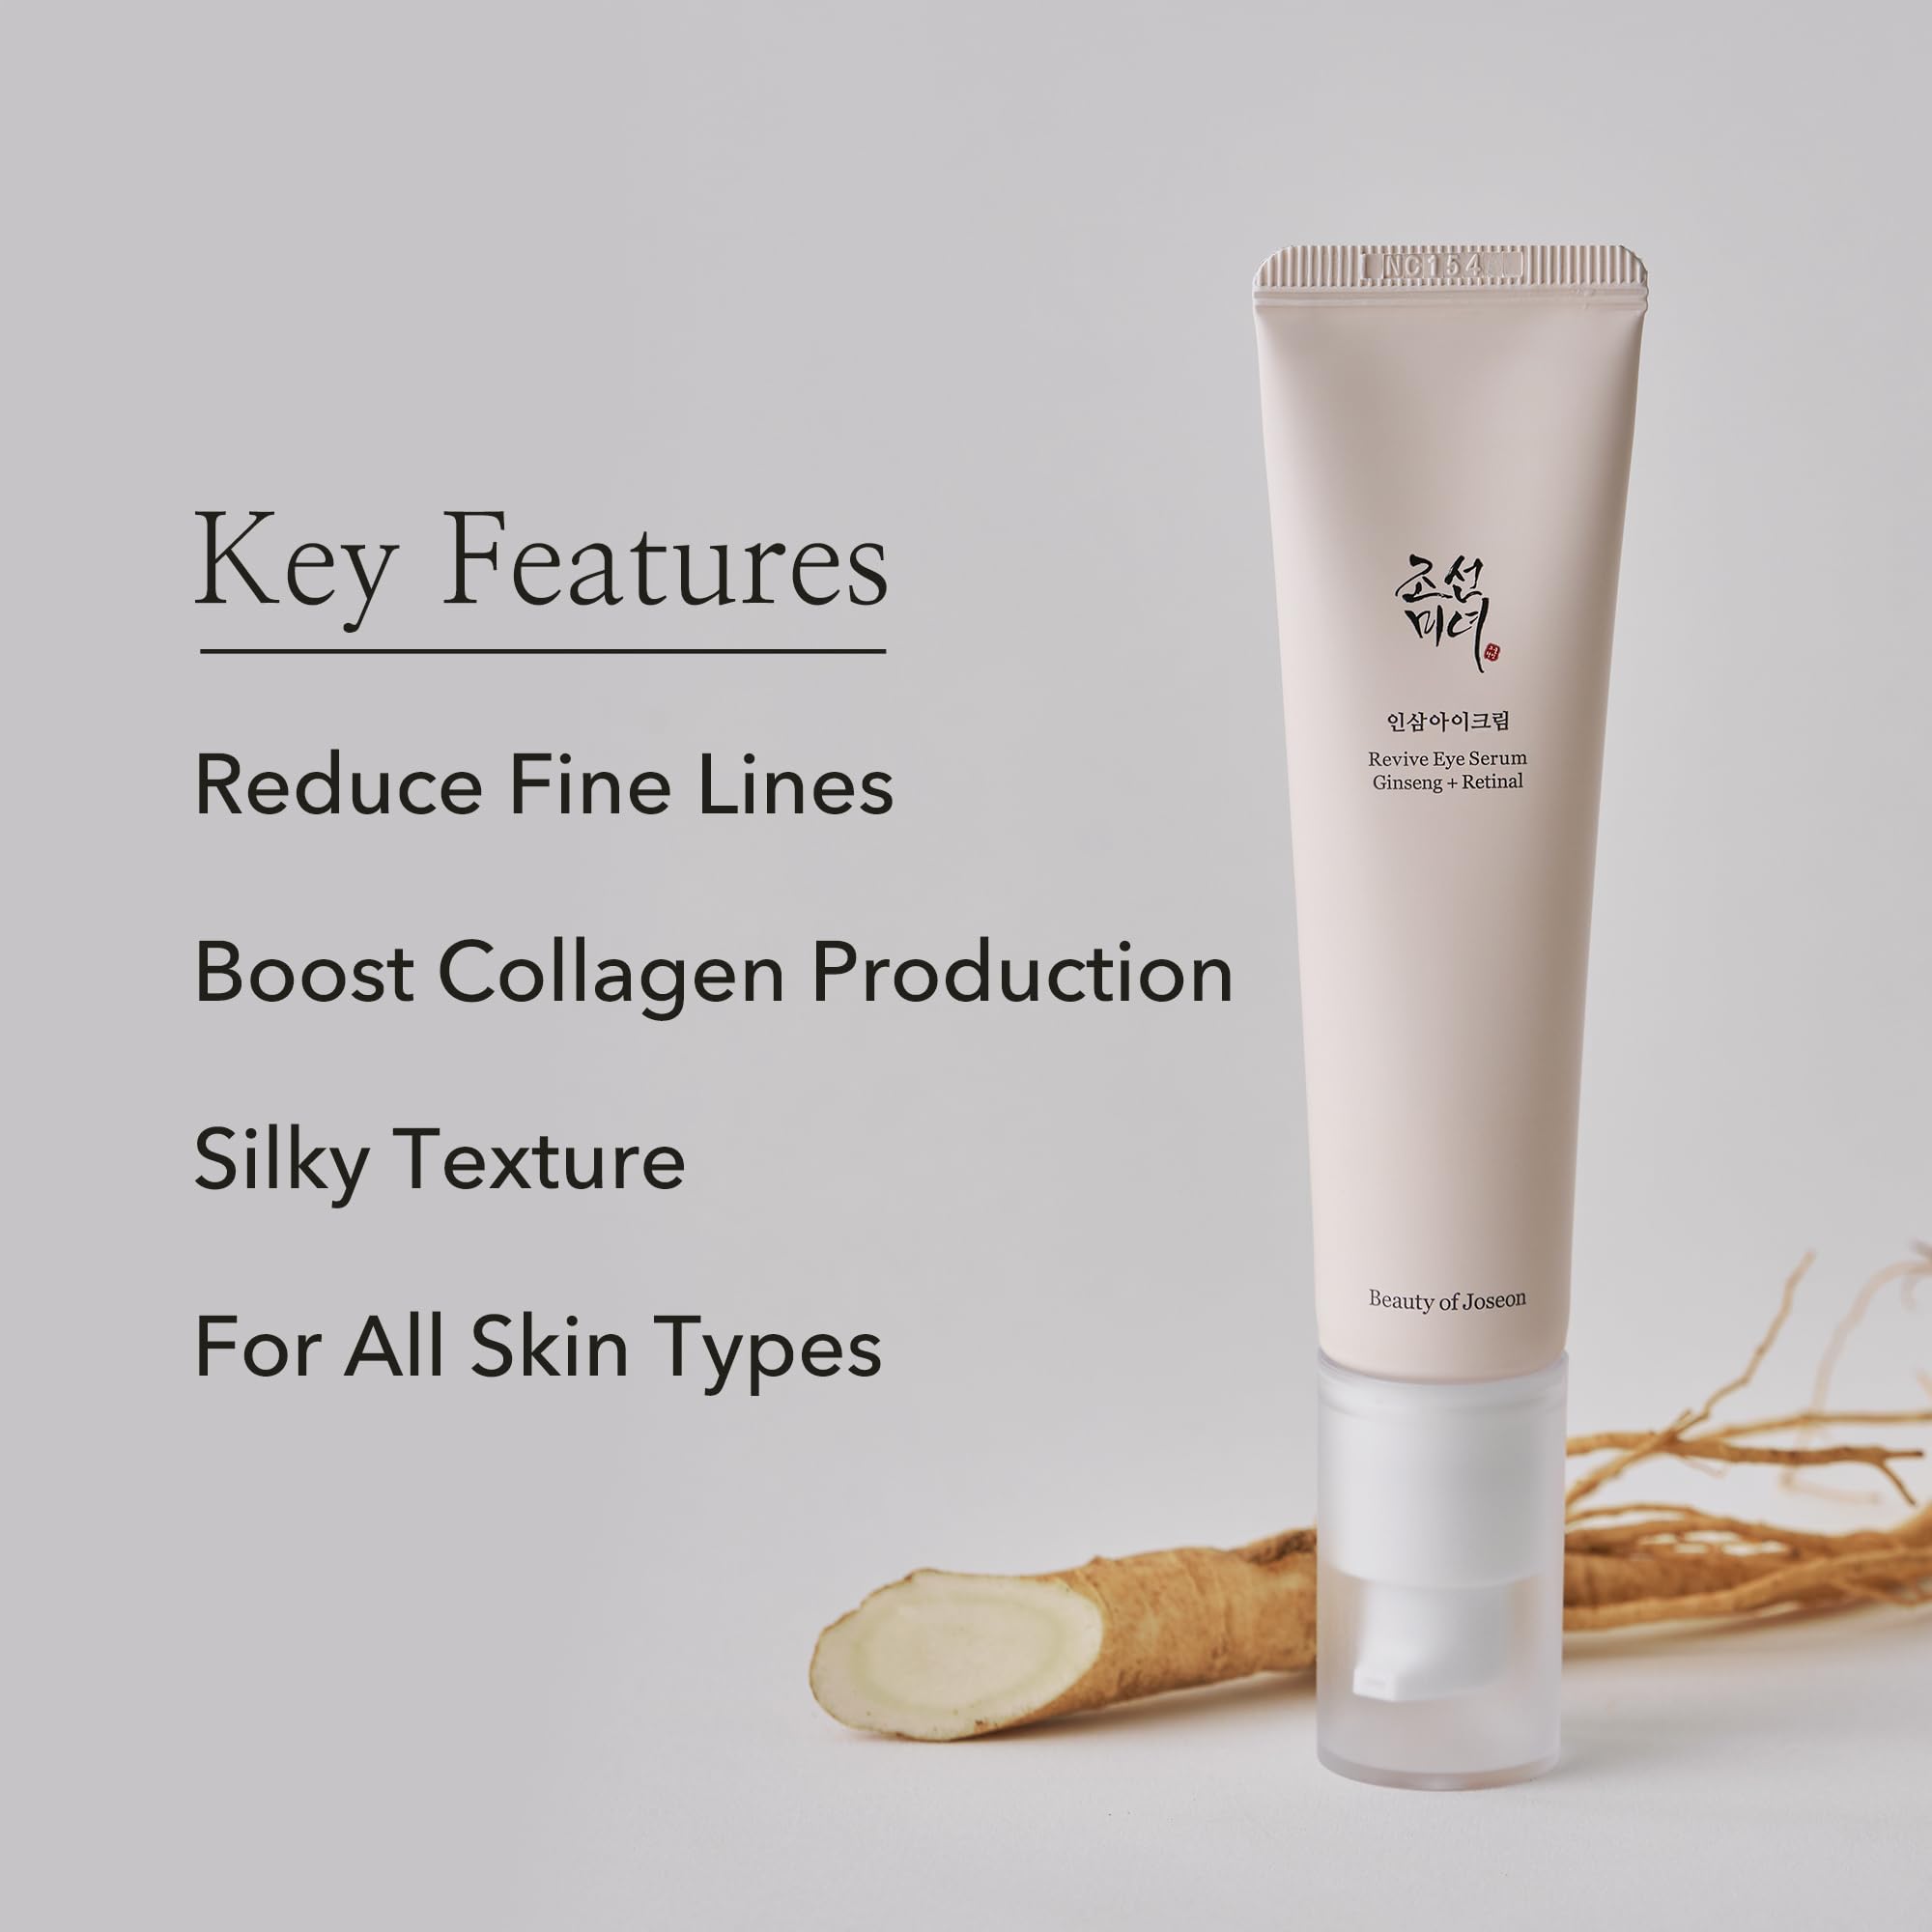 Key Features
Reduce Fine Lines
Boost Collagen Production
Silky Texture
For All Skin Types
NC154
조선
미녀
인삼아이크림
Revive Eye Serum
Ginseng + Retinal
Beauty of Joseon